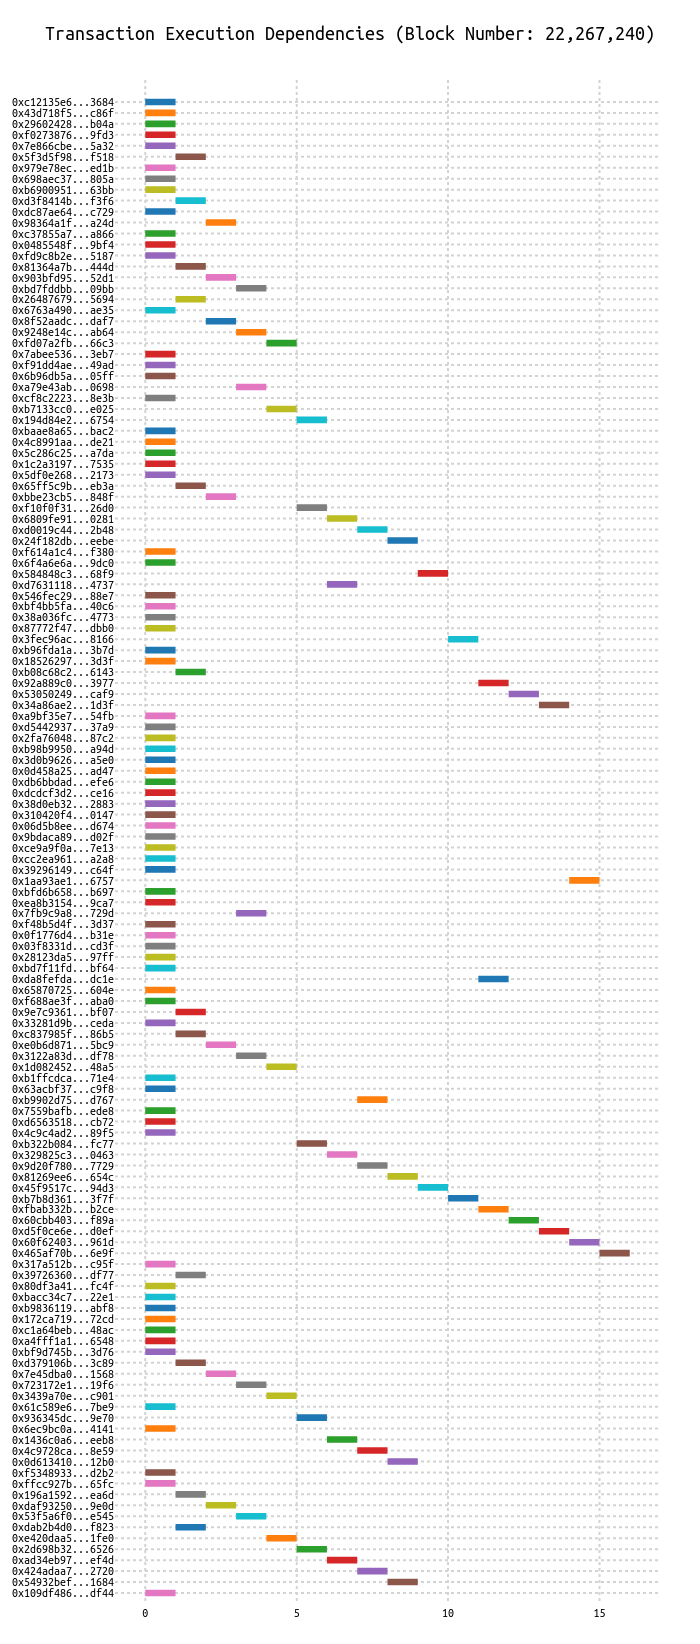 Transaction Execution Dependencies (Block Number: 22,267,240)
0xc12135e6...3684
0x43d718f5...c86f
0x29602428...b04a
0xf0273876...9fd3
0x7e866cbe...5a32
0x5f3d5f98...f518
0x979e78ec...ed1b
0x698aec37...805a
0xb6900951...63bb
0xd3f8414b...f3f6
0xdc87ae64...c729
0x98364a1f...a24d
0xc37855a7...a866
0x0485548f...9bf4
0xfd9c8b2e...5187
0x81364a7b...444d
0x903bfd95...52d1
0xbd7fddbb...09bb
0x26487679...5694
0x6763a490...ae35
0x8f52aadc...daf7
0x9248e14c...ab64
0xfd07a2fb...66c3
0x7abee536...3eb7
0xf91dd4ae...49ad
0x6b96db5a...05ff
0xa79e43ab...0698
0xcf8c2223...8e3b
0xb7133cc0...e025
0x194d84e2...6754
0xbaae8a65...bac2
0x4c8991aa...de21
0x5c286c25...a7da
0x1c2a3197...7535
0x5df0e268...2173
0x65ff5c9b...eb3a
0xbbe23cb5...848f
0xf10f0f31...26d0
0x6809fe91...0281
0xd0019c44...2b48
0x24f182db...eebe
0xf614a1c4...f380
0x6f4a6e6a...9dc0
0x584848c3...68f9
0xd7631118...4737
0x546fec29...88e7
0xbf4bb5fa...40c6
0x38a036fc...4773
0x87772f47...dbb0
0x3fec96ac...8166
0xb96fda1a...3b7d
0x18526297...3d3f
0xb08c68c2...6143
0x92a889c0...3977
0x53050249...caf9
0x34a86ae2...1d3f
0xa9bf35e7...54fb
0xd5442937...37a9
0x2fa76048...87c2
0xb98b9950...a94d
0x3d0b9626...a5e0
0x0d458a25...ad47
0xdb6bbdad...efe6
0xdcdcf3d2...ce16
0x38d0eb32...2883
0x310420f4...0147
0x06d5b8ee...d674
0x9bdaca89...d02f
0xce9a9f0a...7e13
0xcc2ea961...a2a8
0x39296149...c64f
0x1aa93ae1...6757
0xbfd6b658...b697
0xea8b3154...9ca7
0x7fb9c9a8...729d
0xf48b5d4f...3d37
0x0f1776d4...b31e
0x03f8331d...cd3f
0x28123da5...97ff
0xbd7f11fd...bf64
0xda8fefda...dc1e
0x65870725...604e
0xf688ae3f...aba0
0x9e7c9361...bf07
0x33281d9b...ceda
0xc837985f...86b5
0xe0b6d871...5bc9
0x3122a83d...df78
0x1d082452...48a5
0xb1ffcdca...71e4
0x63acbf37...c9f8
0xb9902d75...d767
0x7559bafb...ede8
0xd6563518...cb72
0x4c9c4ad2...89f5
0xb322b084...fc77
0x329825c3...0463
0x9d20f780...7729
0x81269ee6...654c
0x45f9517c...94d3
0xb7b8d361...3f7f
0xfbab332b...b2ce
0x60cbb403...f89a
0xd5f0ce6e...d0ef
0x60f62403...961d
0x465af70b...6e9f
0x317a512b...c95f
0x39726360...df77
0x80df3a41...fc4f
0xbacc34c7...22e1
0xb9836119...abf8
0x172ca719...72cd
0xc1a64beb...48ac
0xa4fff1a1...6548
0xbf9d745b...3d76
0xd379106b...3c89
0x7e45dba0...1568
0x723172e1...19f6
0x3439a70e...c901
0x61c589e6...7be9
0x936345dc...9e70
0x6ec9bc0a...4141
0x1436c0a6...eeb8
0x4c9728ca...8e59
0x0d613410...12b0
0xf5348933...d2b2
0xffcc927b...65fc
0x196a1592...ea6d
0xdaf93250...9e0d
0x53f5a6f0...e545
0xdab2b4d0...f823
0xe420daa5...1fe0
0x2d698b32...6526
0xad34eb97...ef4d
0x424adaa7...2720
0x54932bef...1684
0x109df486...df44
0 5 10 15